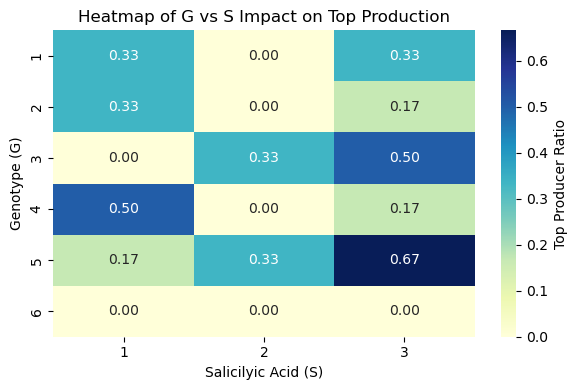 Heatmap of G vs S Impact on Top Production
1 0.33 0.00 0.33
2 0.33 0.00 0.17
3 0.00 0.33 0.50
4 0.50 0.00 0.17
5 0.17 0.33 0.67
6 0.00 0.00 0.00
1 2 3
Salicilyic Acid (S)
Genotype (G)
0.6
0.5
0.4
0.3
0.2
0.1
0.0
Top Producer Ratio